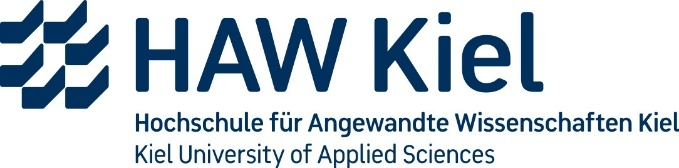 HAW Kiel
Hochschule für Angewandte Wissenschaften Kiel
Kiel University of Applied Sciences